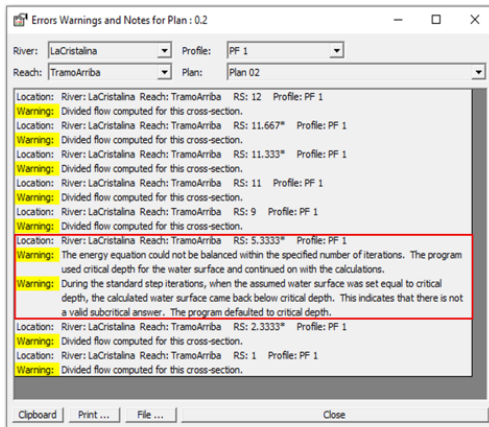 Errors Warnings and Notes for Plan : 0.2
River: LaCristalina Profile: PF 1
Reach: TramoArriba Plan: Plan 02
Location: River: LaCristalina Reach: TramoArriba RS: 12 Profile: PF 1
Warning: Divided flow computed for this cross-section.
Location: River: LaCristalina Reach: TramoArriba RS: 11.667* Profile: PF 1
Warning: Divided flow computed for this cross-section.
Location: River: LaCristalina Reach: TramoArriba RS: 11.333* Profile: PF 1
Warning: Divided flow computed for this cross-section.
Location: River: LaCristalina Reach: TramoArriba RS: 11 Profile: PF 1
Warning: Divided flow computed for this cross-section.
Location: River: LaCristalina Reach: TramoArriba RS: 9 Profile: PF 1
Warning: Divided flow computed for this cross-section.
Location: River: LaCristalina Reach: TramoArriba RS: 5.3333* Profile: PF 1
Warning: The energy equation could not be balanced within the specified number of iterations. The program
used critical depth for the water surface and continued on with the calculations.
Warning: During the standard step iterations, when the assumed water surface was set equal to critical
depth, the calculated water surface came back below critical depth. This indicates that there is not
a valid subcritical answer. The program defaulted to critical depth.
Location: River: LaCristalina Reach: TramoArriba RS: 2.3333* Profile: PF 1
Warning: Divided flow computed for this cross-section.
Location: River: LaCristalina Reach: TramoArriba RS: 1 Profile: PF 1
Warning: Divided flow computed for this cross-section.
Clipboard Print ... File ... Close